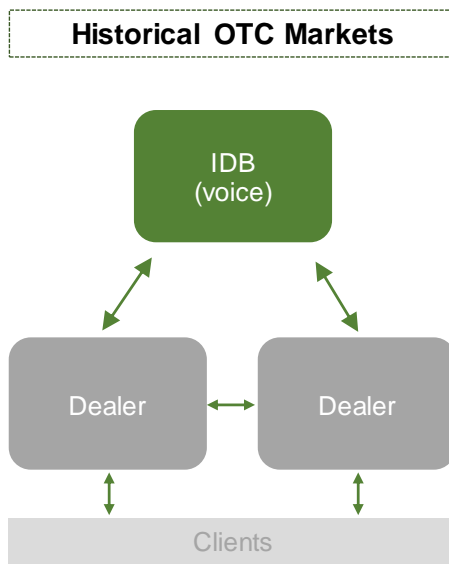 Historical OTC Markets
IDB
(voice)
Dealer
Dealer
Clients